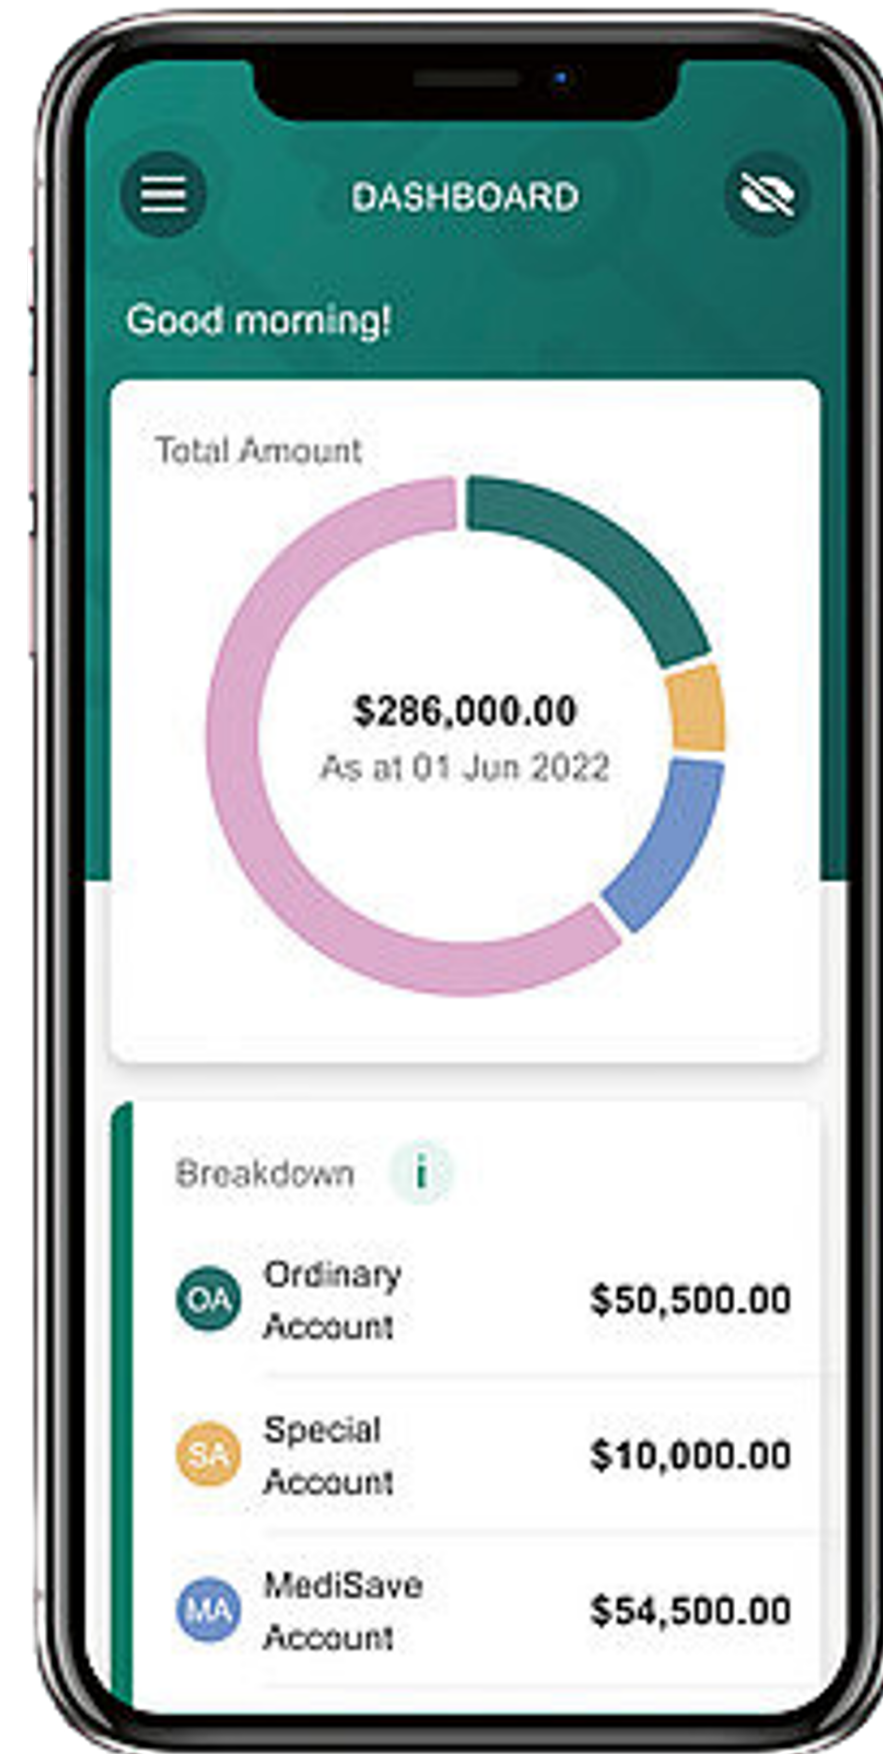 DASHBOARD
Good morning!
Total Amount
$286,000.00
As at 01 Jun 2022
Breakdown i
Ordinary
OA
Account
$50,500.00
Special
SA
Account
$10,000.00
MediSave
MA
Account
$54,500.00